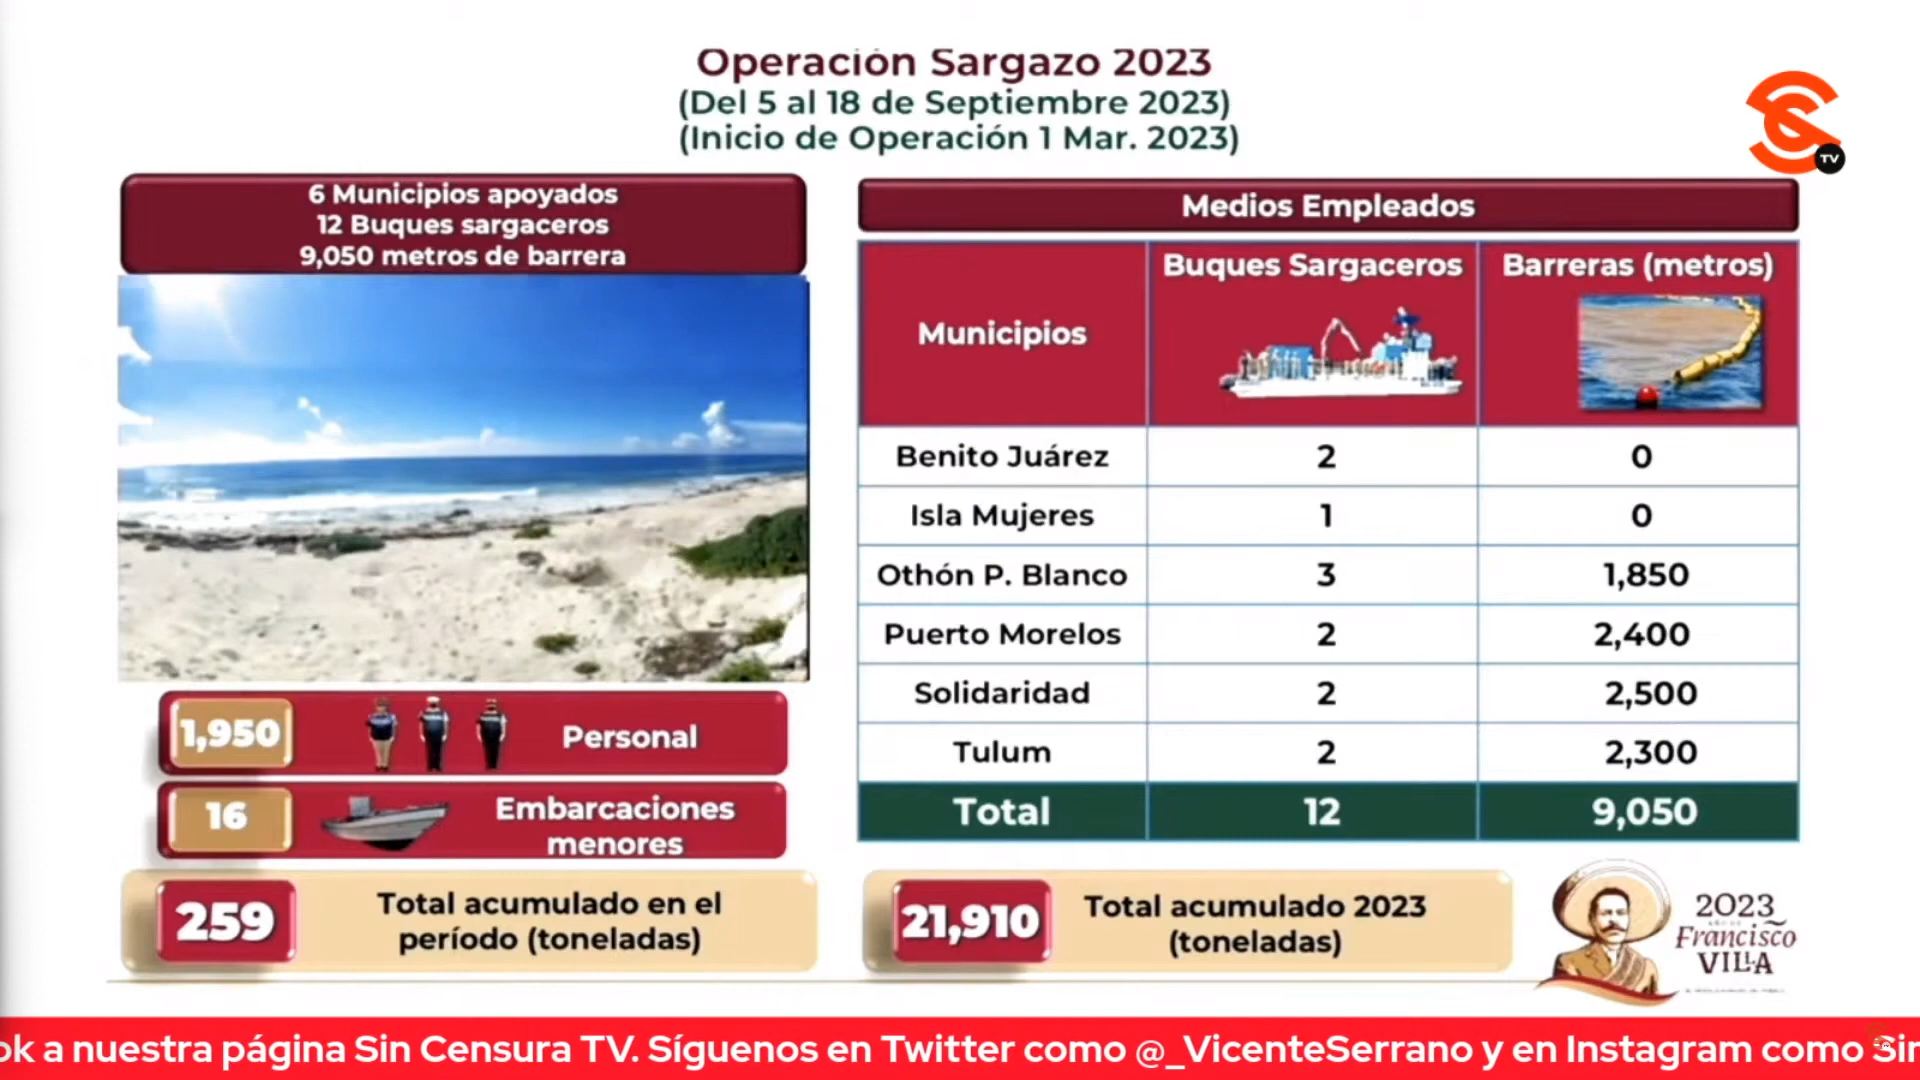 Operación Sargazo 2023
(Del 5 al 18 de Septiembre 2023)
(Inicio de Operación 1 Mar. 2023)
TV
6 Municipios apoyados
12 Buques sargaceros
9,050 metros de barrera
1,950 Personal
16 Embarcaciones
menores
259 Total acumulado en el
período (toneladas)
Medios Empleados
Municipios Buques Sargaceros Barreras (metros)
Benito Juárez 2 0
Isla Mujeres 1 0
Othón P. Blanco 3 1,850
Puerto Morelos 2 2,400
Solidaridad 2 2,500
Tulum 2 2,300
Total 12 9,050
21,910 Total acumulado 2023
(toneladas)
2023
Francisco
VILLA
ok a nuestra página Sin Censura TV. Síguenos en Twitter como @_VicenteSerrano y en Instagram como Sin